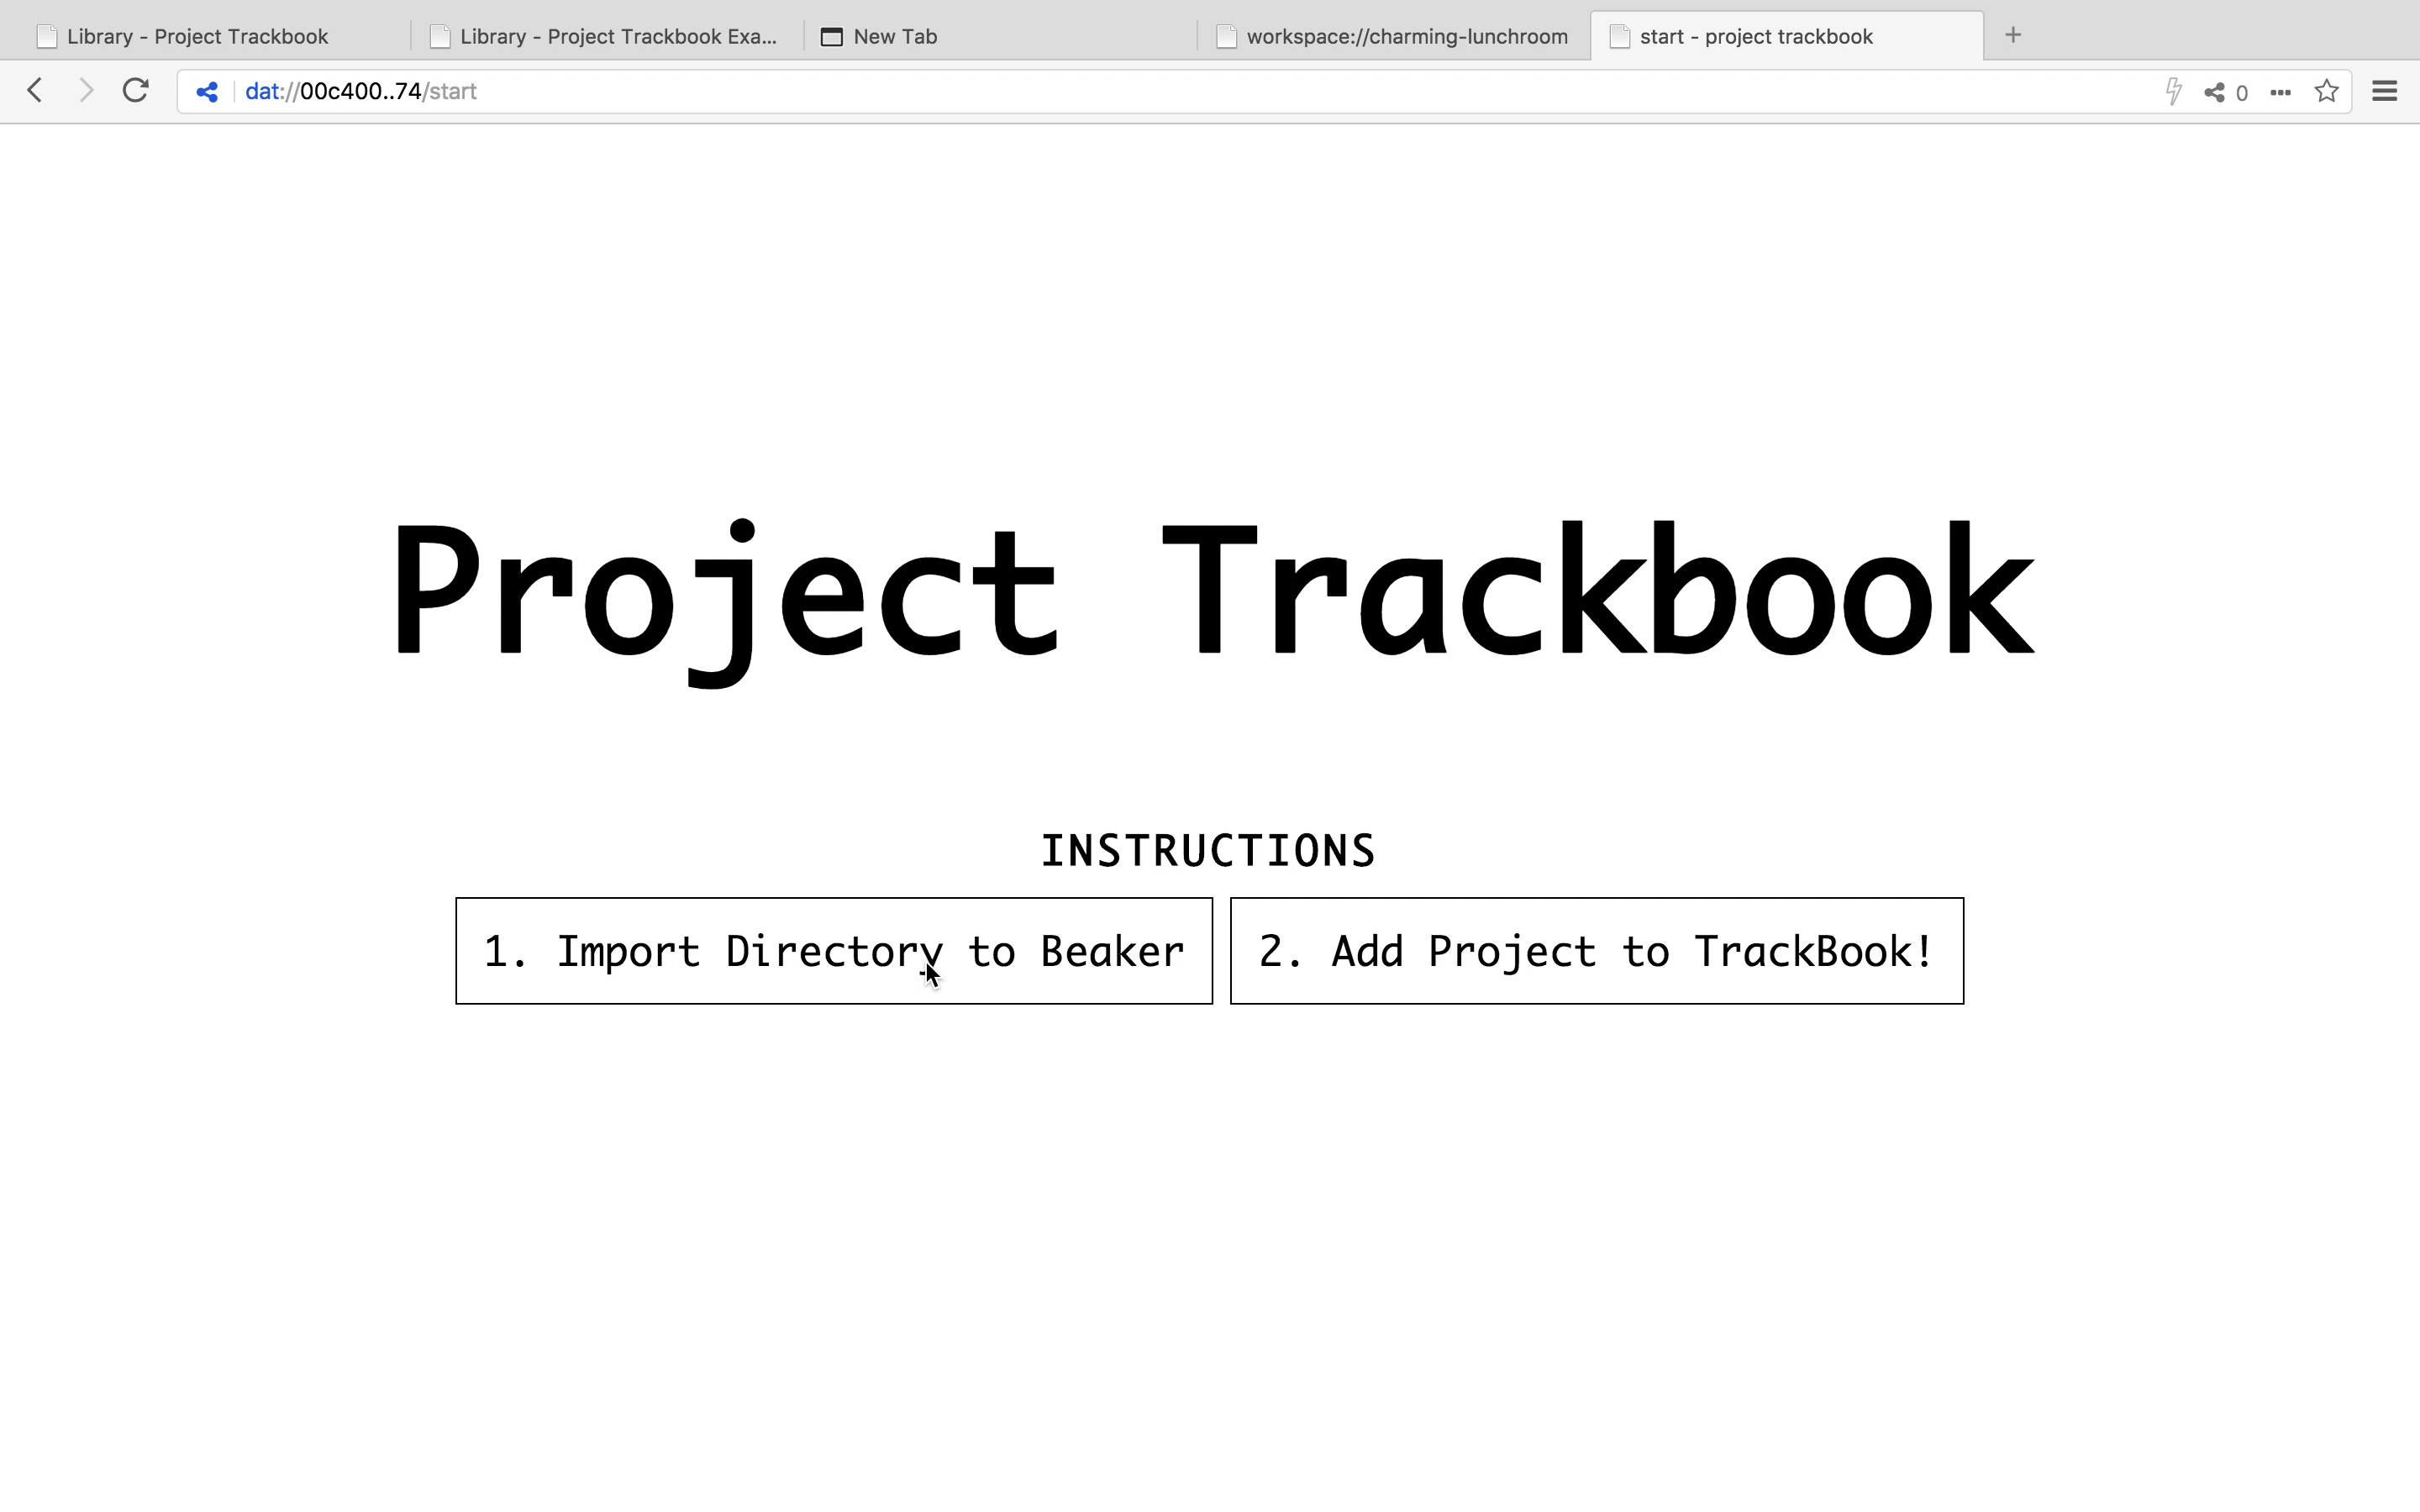 Library - Project Trackbook
Library - Project Trackbook Exa...
New Tab
workspace://charming-lunchroom
start - project trackbook
dat://00c400..74/start
0
Project Trackbook
INSTRUCTIONS
1. Import Directory to Beaker
2. Add Project to TrackBook!